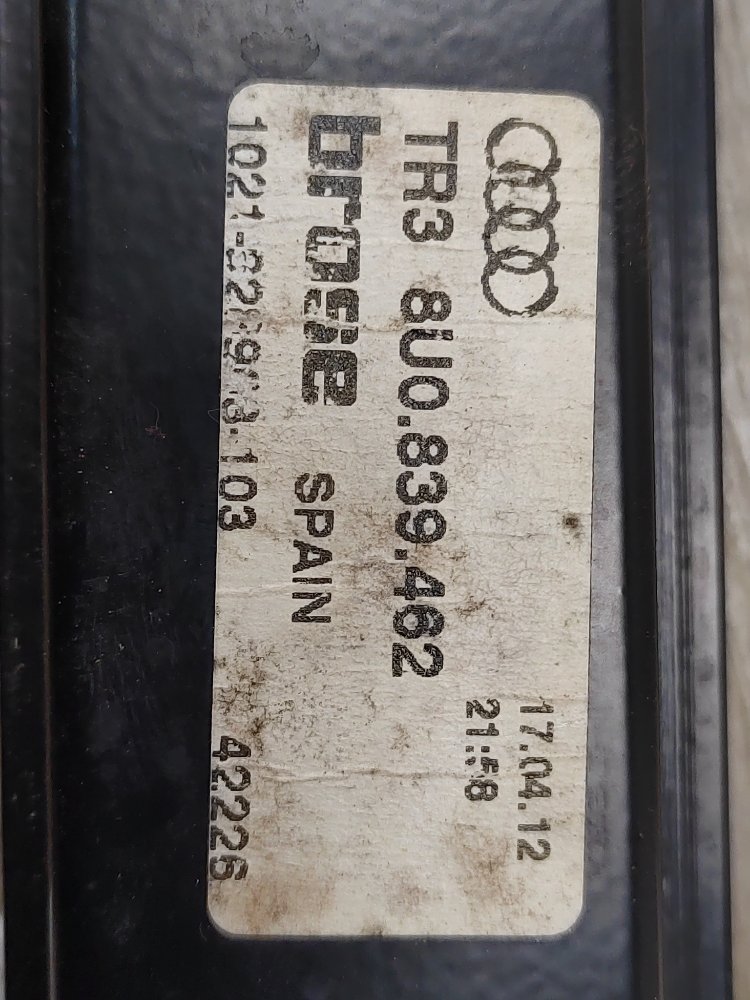 17.04.12
21:58
TR3 8U0.839.462
brose SPAIN
42226